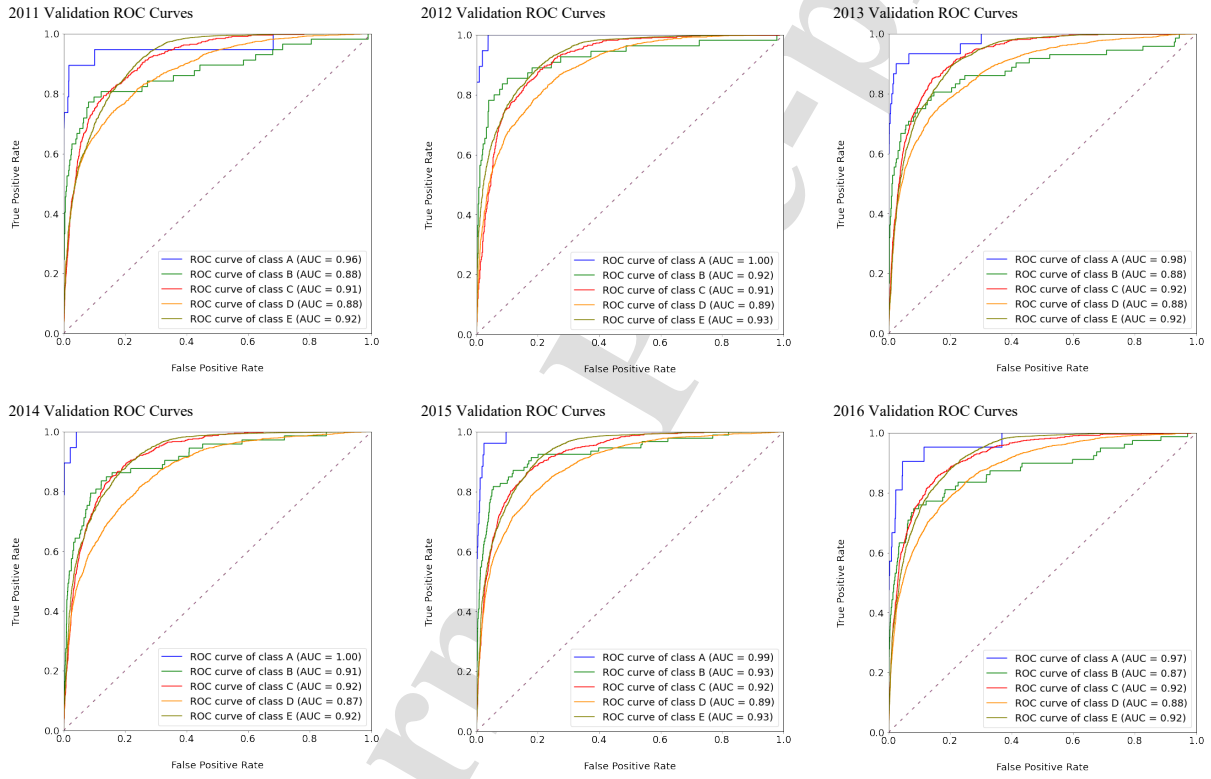 2011 Validation ROC Curves
1.0
0.8
0.6
0.4
0.2
0.0
True Positive Rate
ROC curve of class A (AUC = 0.96)
ROC curve of class B (AUC = 0.88)
ROC curve of class C (AUC = 0.91)
ROC curve of class D (AUC = 0.88)
ROC curve of class E (AUC = 0.92)
0.0 0.2 0.4 0.6 0.8 1.0
False Positive Rate
2012 Validation ROC Curves
1.0
0.8
0.6
0.4
0.2
0.0
True Positive Rate
ROC curve of class A (AUC = 1.00)
ROC curve of class B (AUC = 0.92)
ROC curve of class C (AUC = 0.91)
ROC curve of class D (AUC = 0.89)
ROC curve of class E (AUC = 0.93)
0.0 0.2 0.4 0.6 0.8 1.0
False Positive Rate
2013 Validation ROC Curves
1.0
0.8
0.6
0.4
0.2
0.0
True Positive Rate
ROC curve of class A (AUC = 0.98)
ROC curve of class B (AUC = 0.88)
ROC curve of class C (AUC = 0.92)
ROC curve of class D (AUC = 0.88)
ROC curve of class E (AUC = 0.92)
0.0 0.2 0.4 0.6 0.8 1.0
False Positive Rate
2014 Validation ROC Curves
1.0
0.8
0.6
0.4
0.2
0.0
True Positive Rate
ROC curve of class A (AUC = 1.00)
ROC curve of class B (AUC = 0.91)
ROC curve of class C (AUC = 0.92)
ROC curve of class D (AUC = 0.87)
ROC curve of class E (AUC = 0.92)
0.0 0.2 0.4 0.6 0.8 1.0
False Positive Rate
2015 Validation ROC Curves
1.0
0.8
0.6
0.4
0.2
0.0
True Positive Rate
ROC curve of class A (AUC = 0.99)
ROC curve of class B (AUC = 0.93)
ROC curve of class C (AUC = 0.92)
ROC curve of class D (AUC = 0.89)
ROC curve of class E (AUC = 0.93)
0.0 0.2 0.4 0.6 0.8 1.0
False Positive Rate
2016 Validation ROC Curves
1.0
0.8
0.6
0.4
0.2
0.0
True Positive Rate
ROC curve of class A (AUC = 0.97)
ROC curve of class B (AUC = 0.87)
ROC curve of class C (AUC = 0.92)
ROC curve of class D (AUC = 0.88)
ROC curve of class E (AUC = 0.92)
0.0 0.2 0.4 0.6 0.8 1.0
False Positive Rate